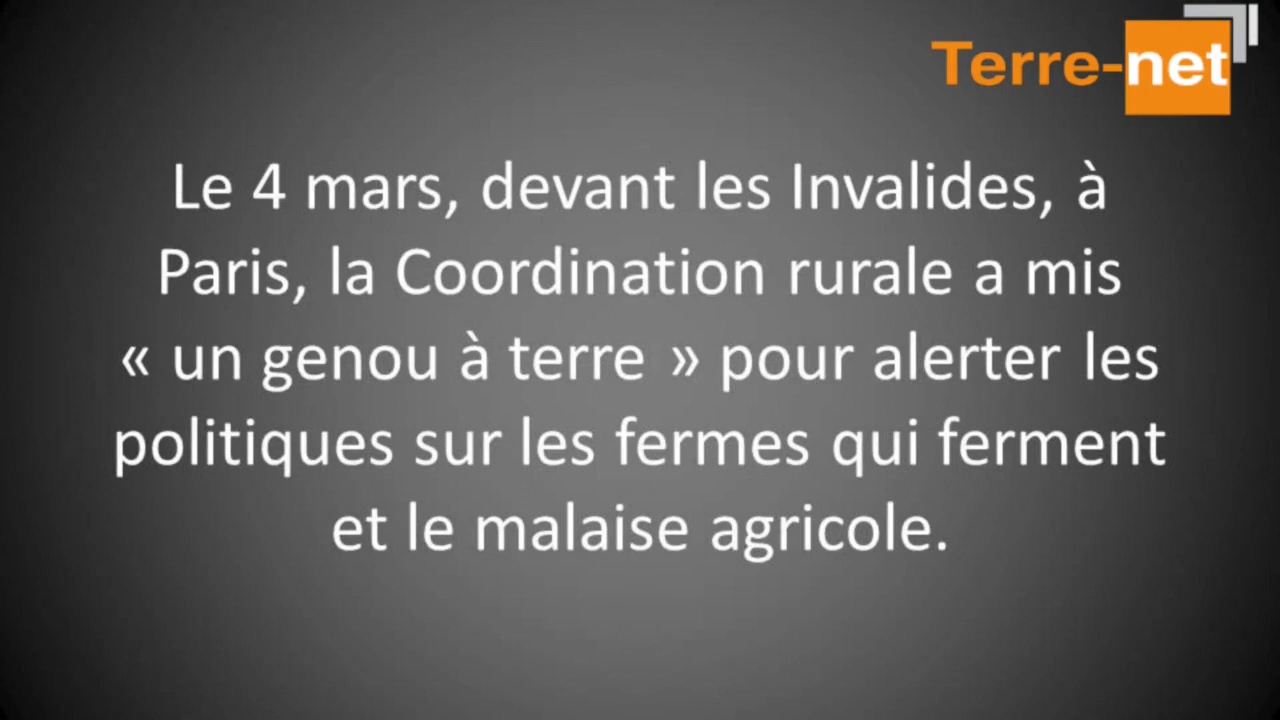 Terre-net
Le 4 mars, devant les Invalides, à
Paris, la Coordination rurale a mis
« un genou à terre » pour alerter les
politiques sur les fermes qui ferment
et le malaise agricole.